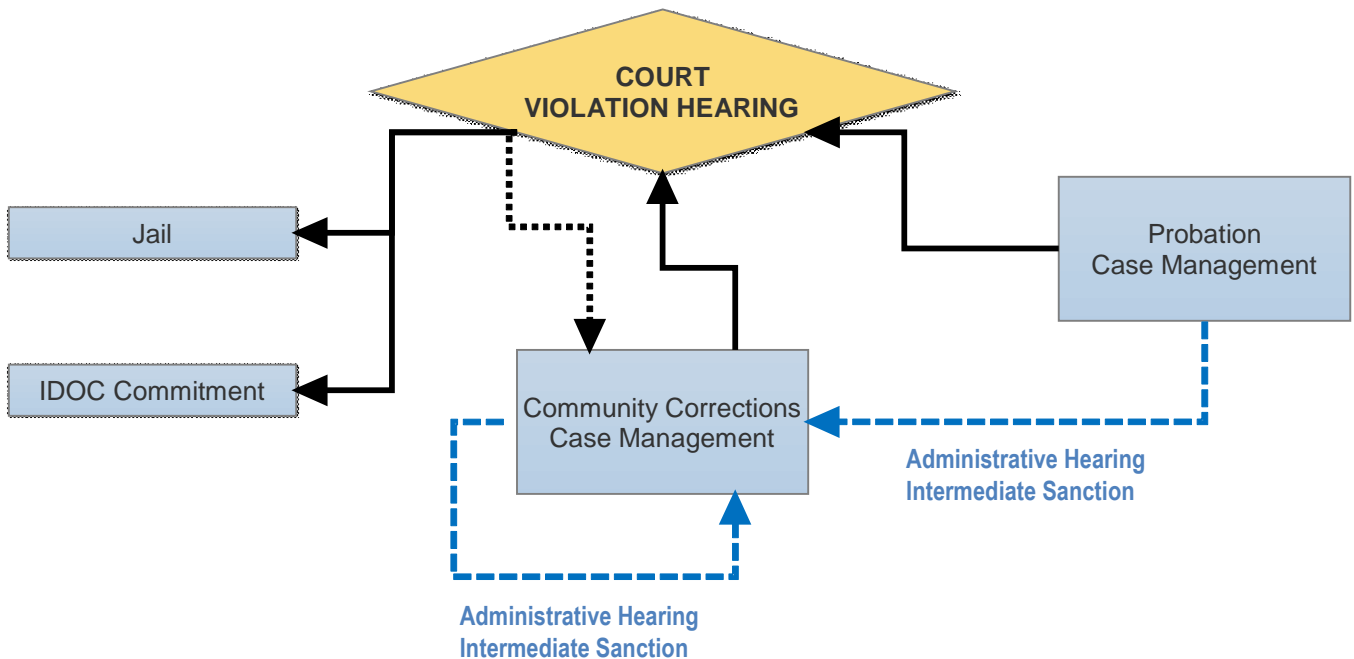 COURT
VIOLATION HEARING
Jail
Probation
Case Management
IDOC Commitment
Community Corrections
Case Management
Administrative Hearing
Intermediate Sanction
Administrative Hearing
Intermediate Sanction